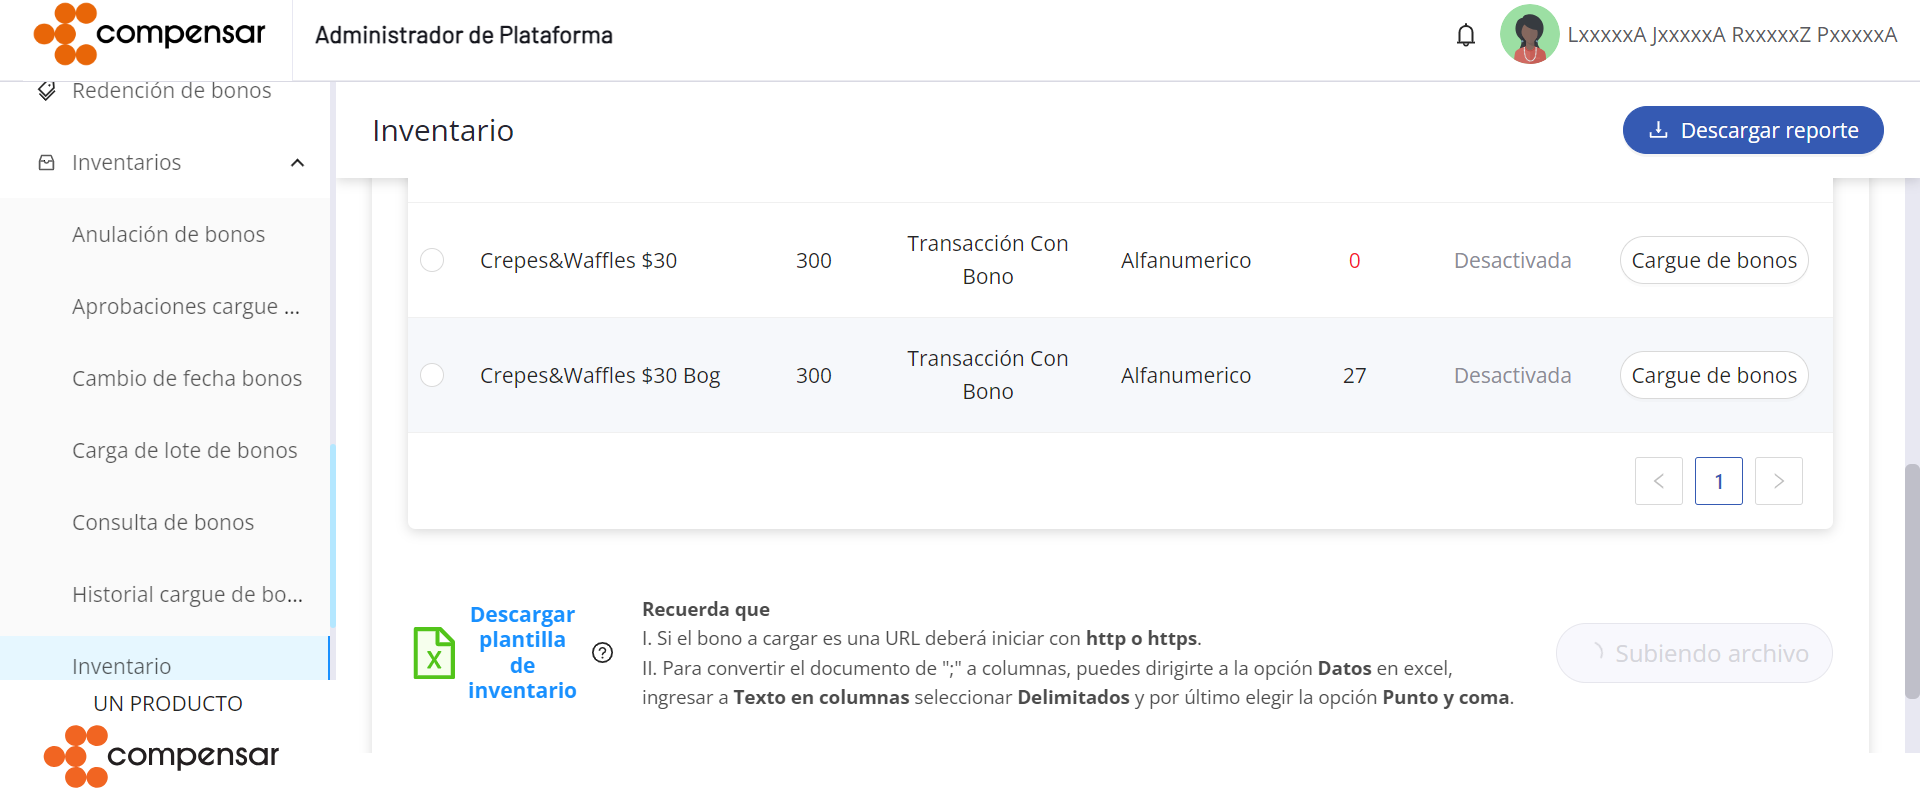 compensar
Administrador de Plataforma
LxxxxxA JxxxxxA RxxxxxZ PxxxxxA
Redención de bonos
Inventarios
Anulación de bonos
Aprobaciones cargue ...
Cambio de fecha bonos
Carga de lote de bonos
Consulta de bonos
Historial cargue de bo...
Inventario
UN PRODUCTO
compensar
Inventario
Descargar reporte
Crepes&Waffles $30 300 Transacción Con Bono Alfanumerico 0 Desactivada Cargue de bonos
Crepes&Waffles $30 Bog 300 Transacción Con Bono Alfanumerico 27 Desactivada Cargue de bonos
< 1 >
Descargar
plantilla
de
inventario
Recuerda que
I. Si el bono a cargar es una URL deberá iniciar con http o https.
II. Para convertir el documento de ";" a columnas, puedes dirigirte a la opción Datos en excel,
ingresar a Texto en columnas seleccionar Delimitados y por último elegir la opción Punto y coma.
Subiendo archivo